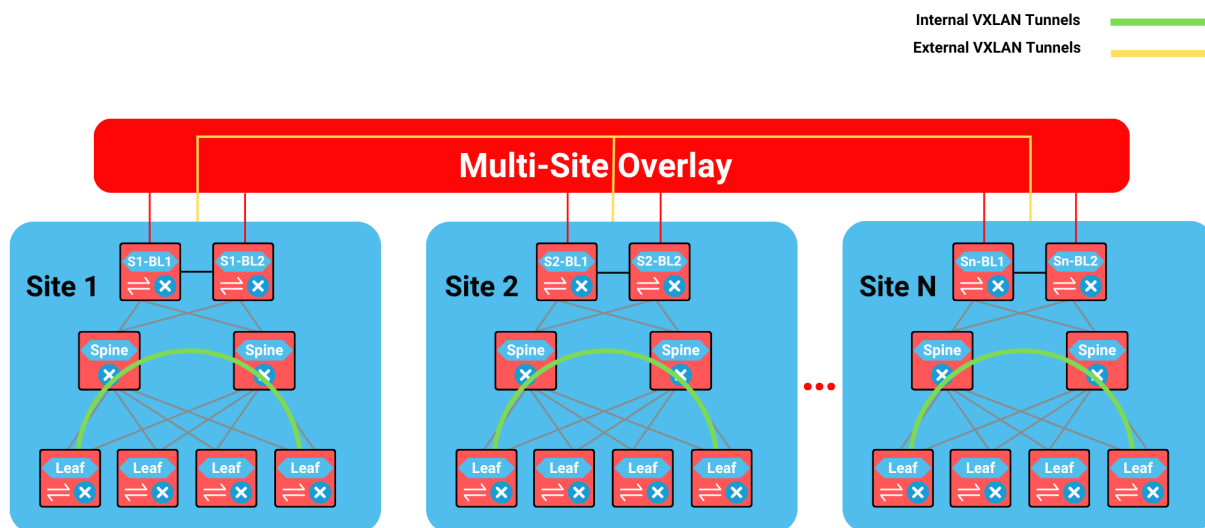 Internal VXLAN Tunnels
External VXLAN Tunnels
Multi-Site Overlay
Site 1
S1-BL1
S1-BL2
Spine
Spine
Leaf
Leaf
Leaf
Leaf
Site 2
S2-BL1
S2-BL2
Spine
Spine
Leaf
Leaf
Leaf
Leaf
...
Site N
Sn-BL1
Sn-BL2
Spine
Spine
Leaf
Leaf
Leaf
Leaf